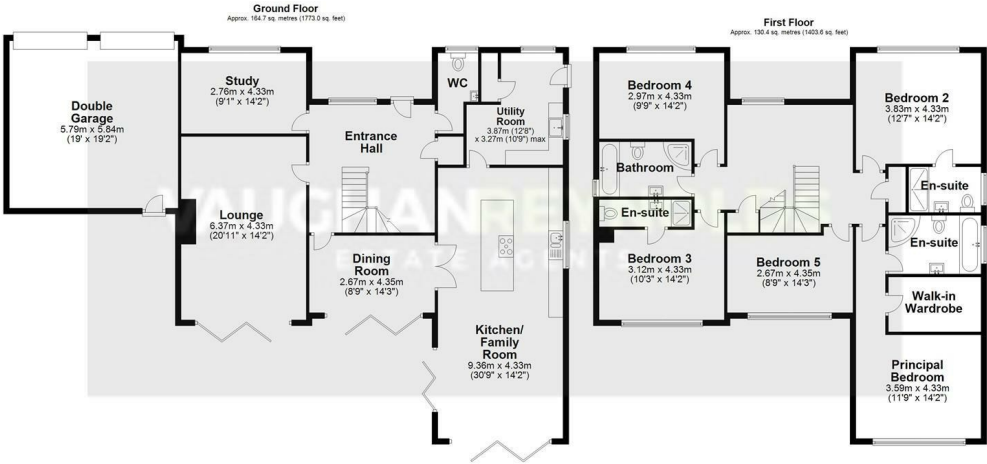 Ground Floor
Approx. 164.7 sq. metres (1773.0 sq. feet)
Double
Garage
5.79m x 5.84m
(19' x 19'2")
Study
2.76m x 4.33m
(9'1" x 14'2")
WC
Utility
Room
3.87m (12'8")
x 3.27m (10'9") max
Entrance
Hall
Lounge
6.37m x 4.33m
(20'11" x 14'2")
Dining
Room
2.67m x 4.35m
(8'9" x 14'3")
Kitchen/
Family
Room
9.36m x 4.33m
(30'9" x 14'2")
First Floor
Approx. 130.4 sq. metres (1403.6 sq. feet)
Bedroom 4
2.97m x 4.33m
(9'9" x 14'2")
Bedroom 2
3.83m x 4.33m
(12'7" x 14'2")
Bathroom
En-suite
En-suite
En-suite
Bedroom 3
3.12m x 4.33m
(10'3" x 14'2")
Bedroom 5
2.67m x 4.35m
(8'9" x 14'3")
Walk-in
Wardrobe
Principal
Bedroom
3.59m x 4.33m
(11'9" x 14'2")
ESTATE AGENTS